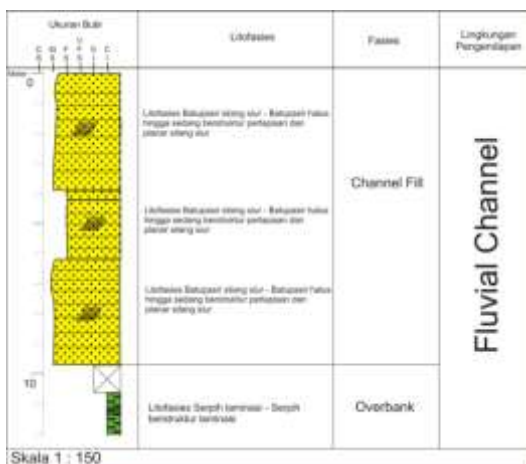 Ukuran Butir
Litofasies
Fasies
Lingkungan
Pengendapan
0
Litofasies Batupasir silang siur - Batupasir halus
hingga sedang berstruktur perlapisan dan
planar silang siur
Channel Fill
Litofasies Batupasir silang siur - Batupasir halus
hingga sedang berstruktur perlapisan dan
planar silang siur
Litofasies Batupasir silang siur - Batupasir halus
hingga sedang berstruktur perlapisan dan
planar silang siur
Fluvial Channel
10
Litofasies Serpih laminasi - Serpih
berstruktur laminasi
Overbank
Skala 1 : 150